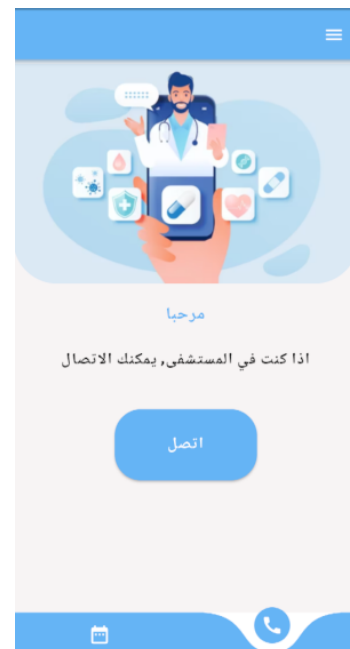 مرحبا
اذا كنت في المستشفى, يمكنك الاتصال
اتصل